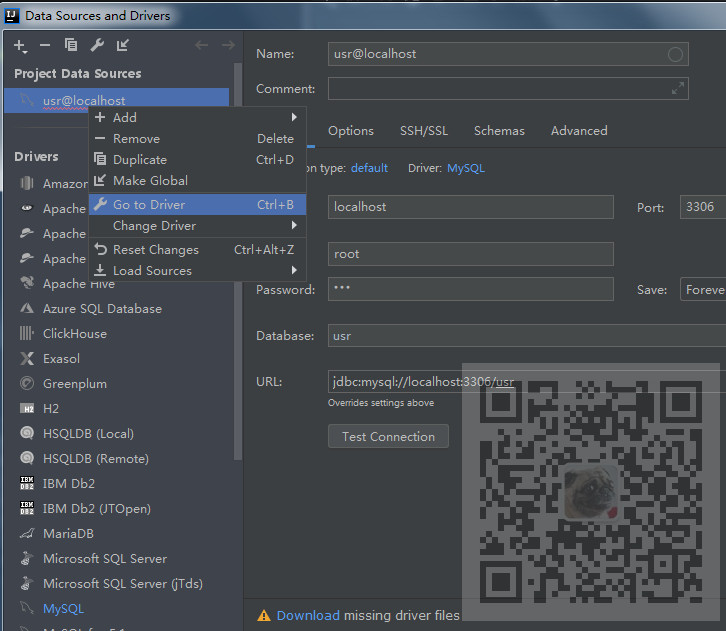 Data Sources and Drivers
Project Data Sources
usr@localhost
Add
Remove Delete
Duplicate Ctrl+D
Make Global
Go to Driver Ctrl+B
Change Driver
Reset Changes Ctrl+Alt+Z
Load Sources
Drivers
Amazon
Apache
Apache
Apache
Apache Hive
Azure SQL Database
ClickHouse
Exasol
Greenplum
H2
HSQLDB (Local)
HSQLDB (Remote)
IBM Db2
IBM Db2 (JTOpen)
MariaDB
Microsoft SQL Server
Microsoft SQL Server (jTds)
MySQL
Name: usr@localhost
Comment:
Options SSH/SSL Schemas Advanced
on type: default Driver: MySQL
localhost Port: 3306
root
Password: ••• Save: Foreve
Database: usr
URL: jdbc:mysql://localhost:3306/usr
Overrides settings above
Test Connection
Download missing driver files